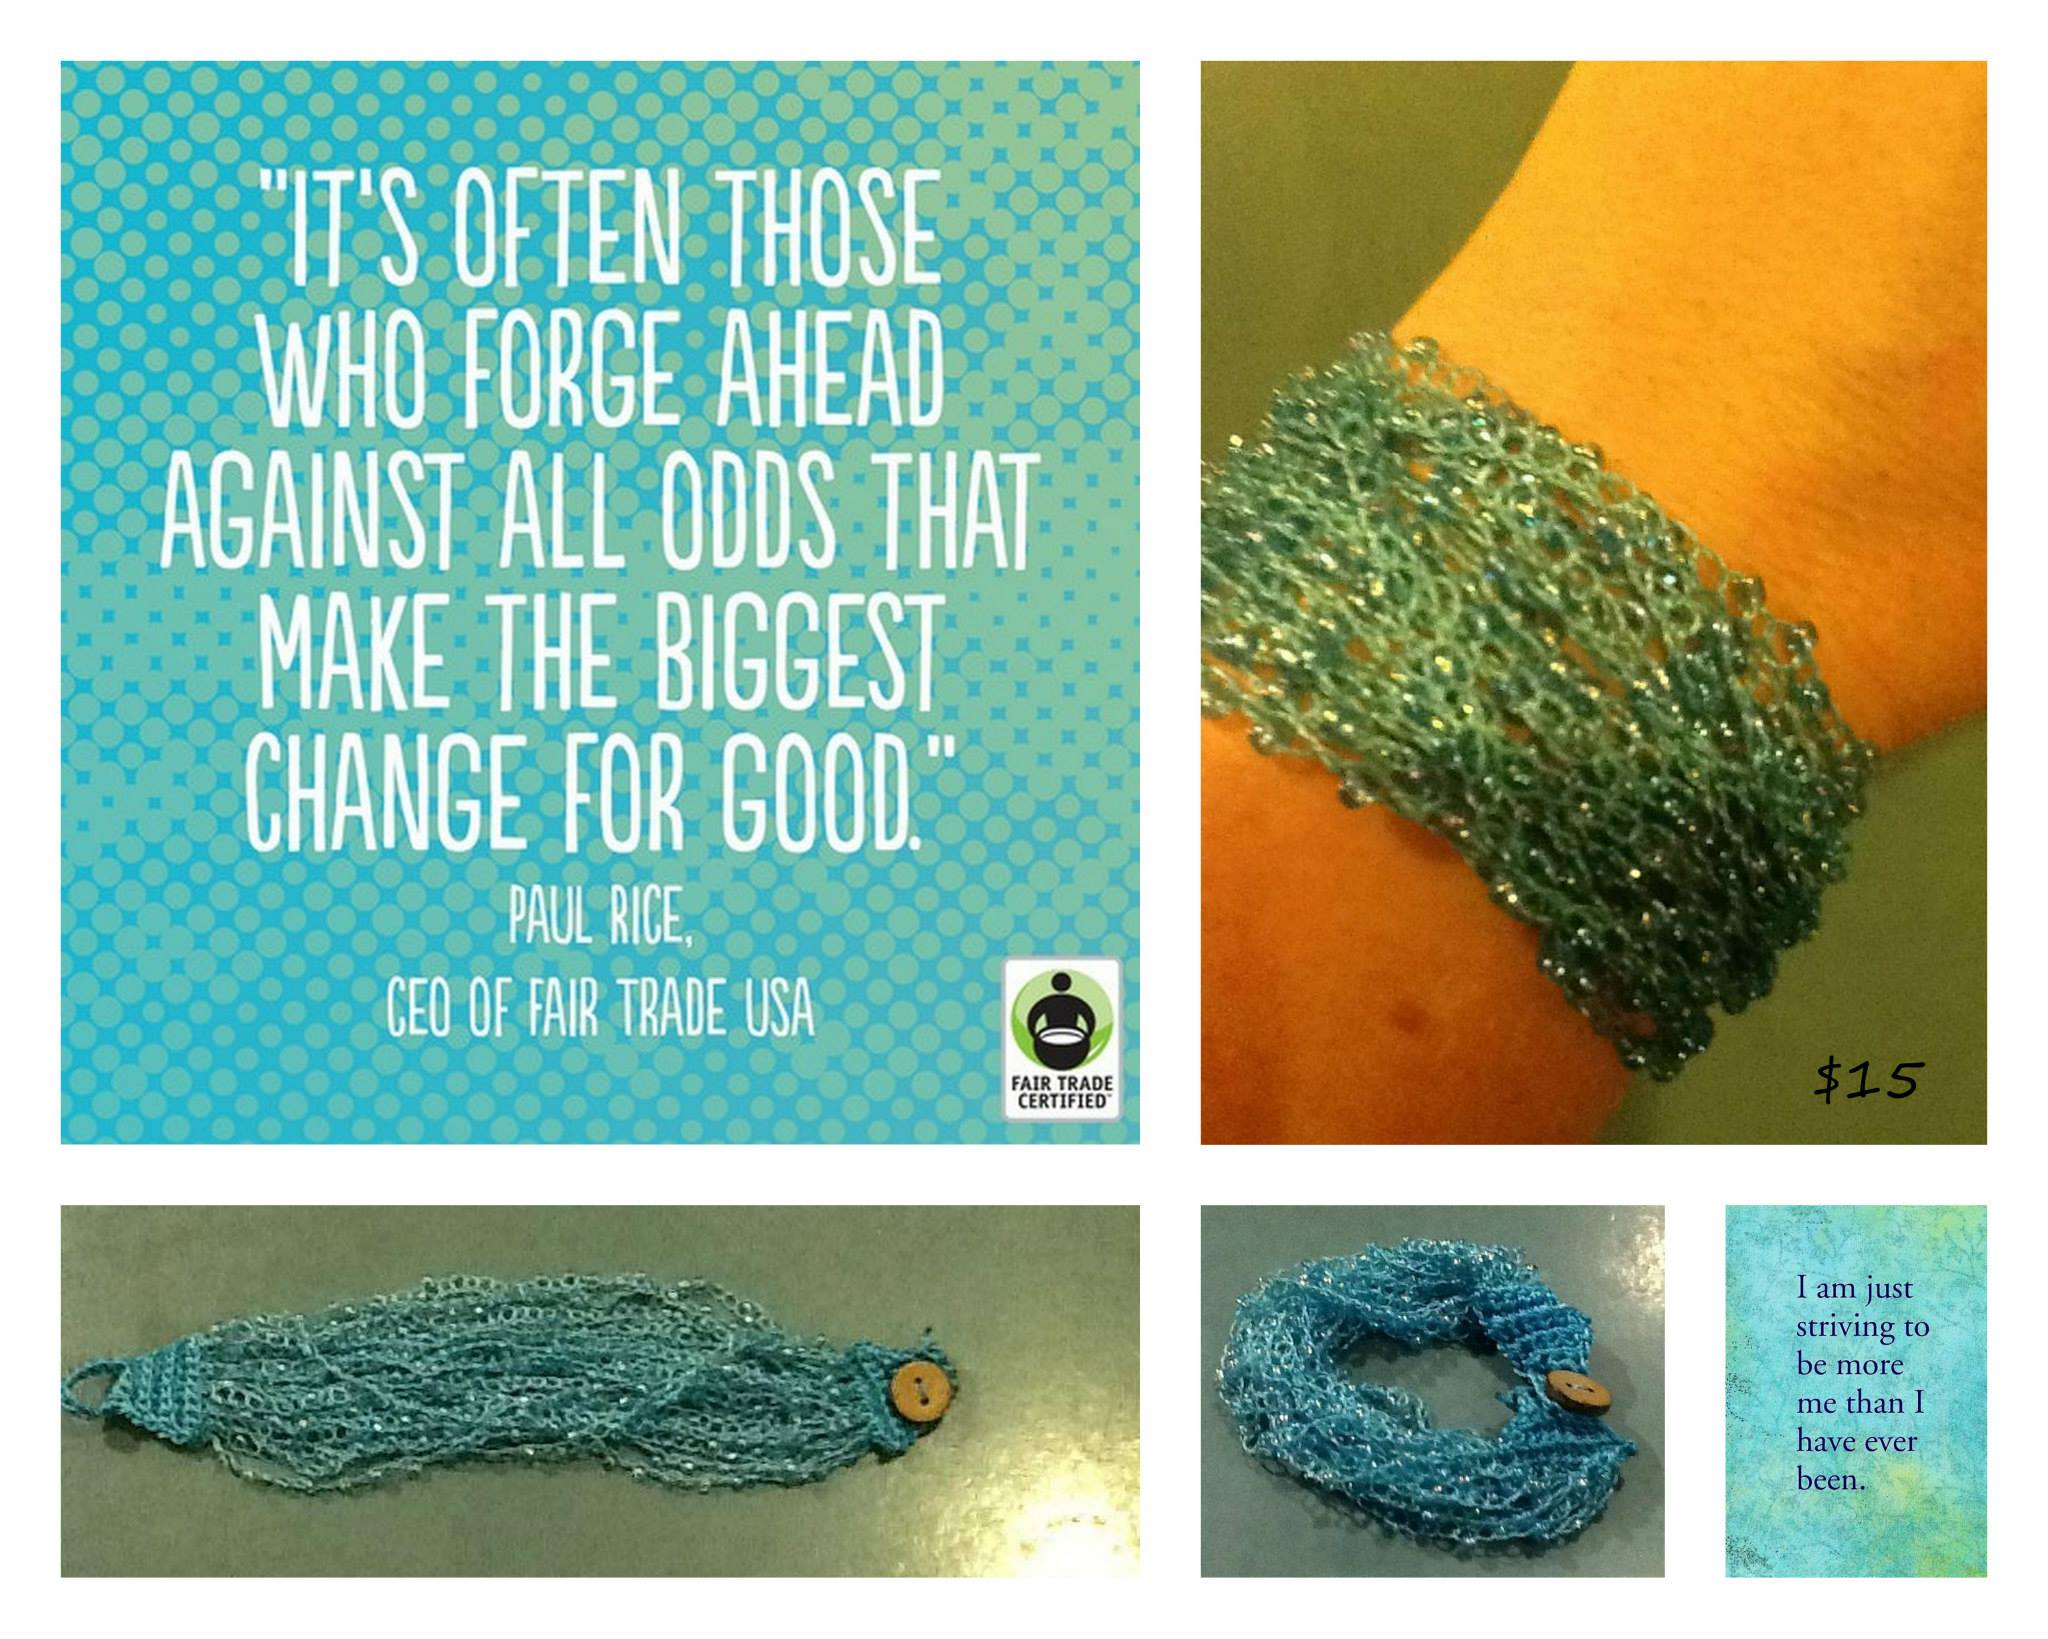 "IT'S OFTEN THOSE
WHO FORGE AHEAD
AGAINST ALL ODDS THAT
MAKE THE BIGGEST
CHANGE FOR GOOD."
PAUL RICE,
CEO OF FAIR TRADE USA
FAIR TRADE
CERTIFIED™
$15
I am just
striving to
be more
me than I
have ever
been.